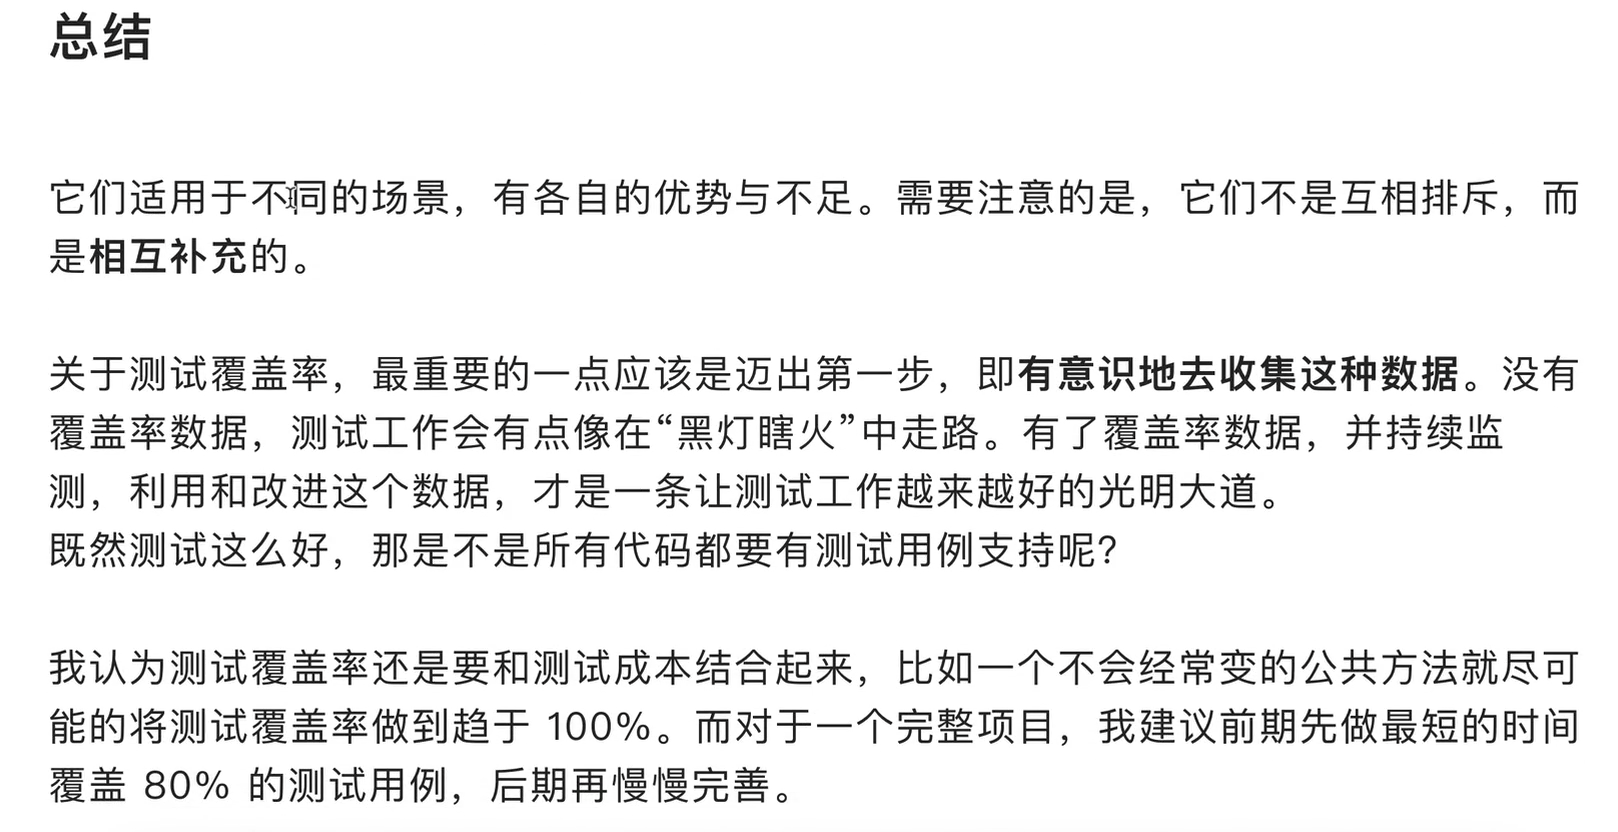 总结
它们适用于不同的场景，有各自的优势与不足。需要注意的是，它们不是互相排斥，而
是相互补充的。
关于测试覆盖率，最重要的一点应该是迈出第一步，即有意识地去收集这种数据。没有
覆盖率数据，测试工作会有点像在“黑灯瞎火”中走路。有了覆盖率数据，并持续监
测，利用和改进这个数据，才是一条让测试工作越来越好的光明大道。
既然测试这么好，那是不是所有代码都要有测试用例支持呢？
我认为测试覆盖率还是要和测试成本结合起来，比如一个不会经常变的公共方法就尽可
能的将测试覆盖率做到趋于 100%。而对于一个完整项目，我建议前期先做最短的时间
覆盖 80% 的测试用例，后期再慢慢完善。